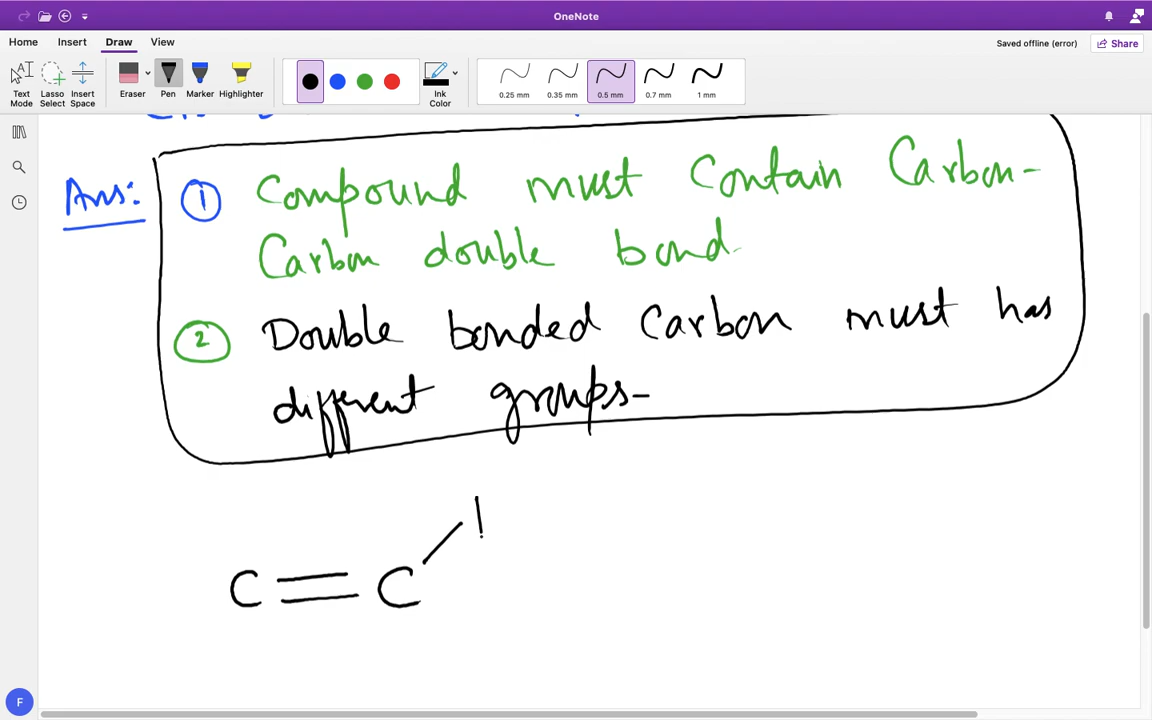 OneNote
Home Insert Draw View
Saved offline (error)
Share
Text Mode
Lasso Select
Insert Space
Eraser
Pen
Marker
Highlighter
Ink Color
0.25 mm
0.35 mm
0.5 mm
0.7 mm
1 mm
Ans: 1 Compound must contain Carbon-
Carbon double bond.
2 Double bonded Carbon must has
different groups-
C = C
F